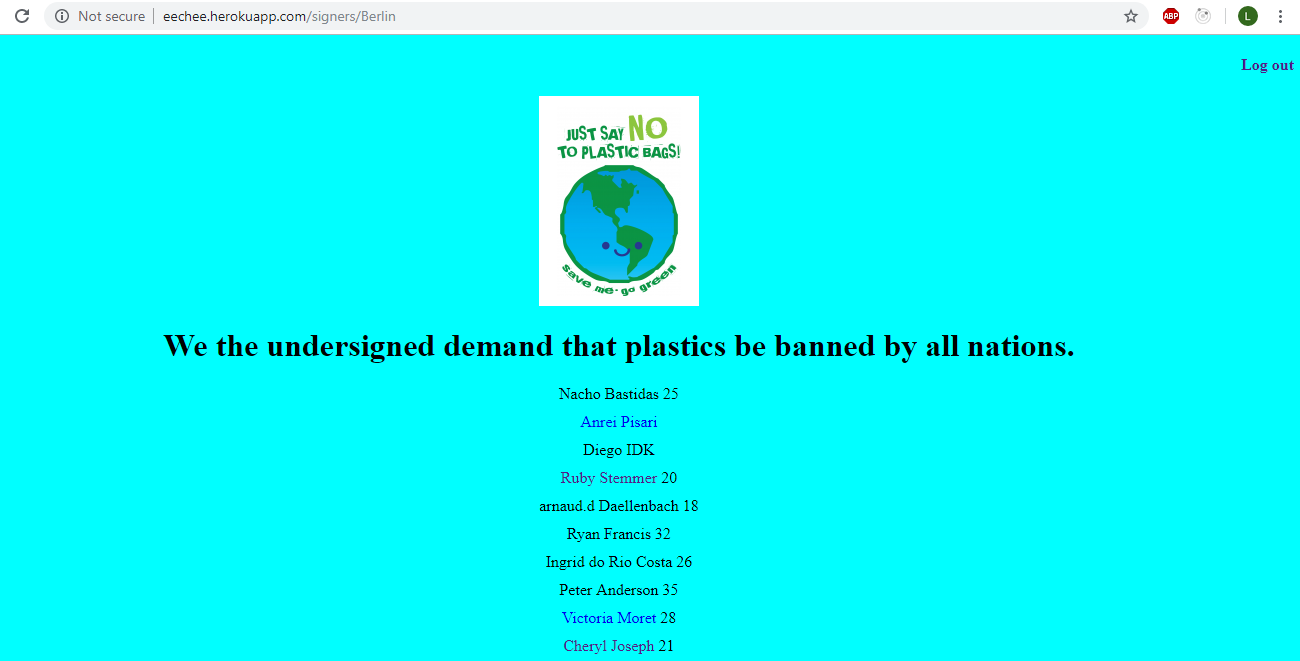 Not secure eechee.herokuapp.com/signers/Berlin ABP L
Log out
JUST SAY NO
TO PLASTIC BAGS!
save me - go green
We the undersigned demand that plastics be banned by all nations.
Nacho Bastidas 25
Anrei Pisari
Diego IDK
Ruby Stemmer 20
arnaud.d Daellenbach 18
Ryan Francis 32
Ingrid do Rio Costa 26
Peter Anderson 35
Victoria Moret 28
Cheryl Joseph 21